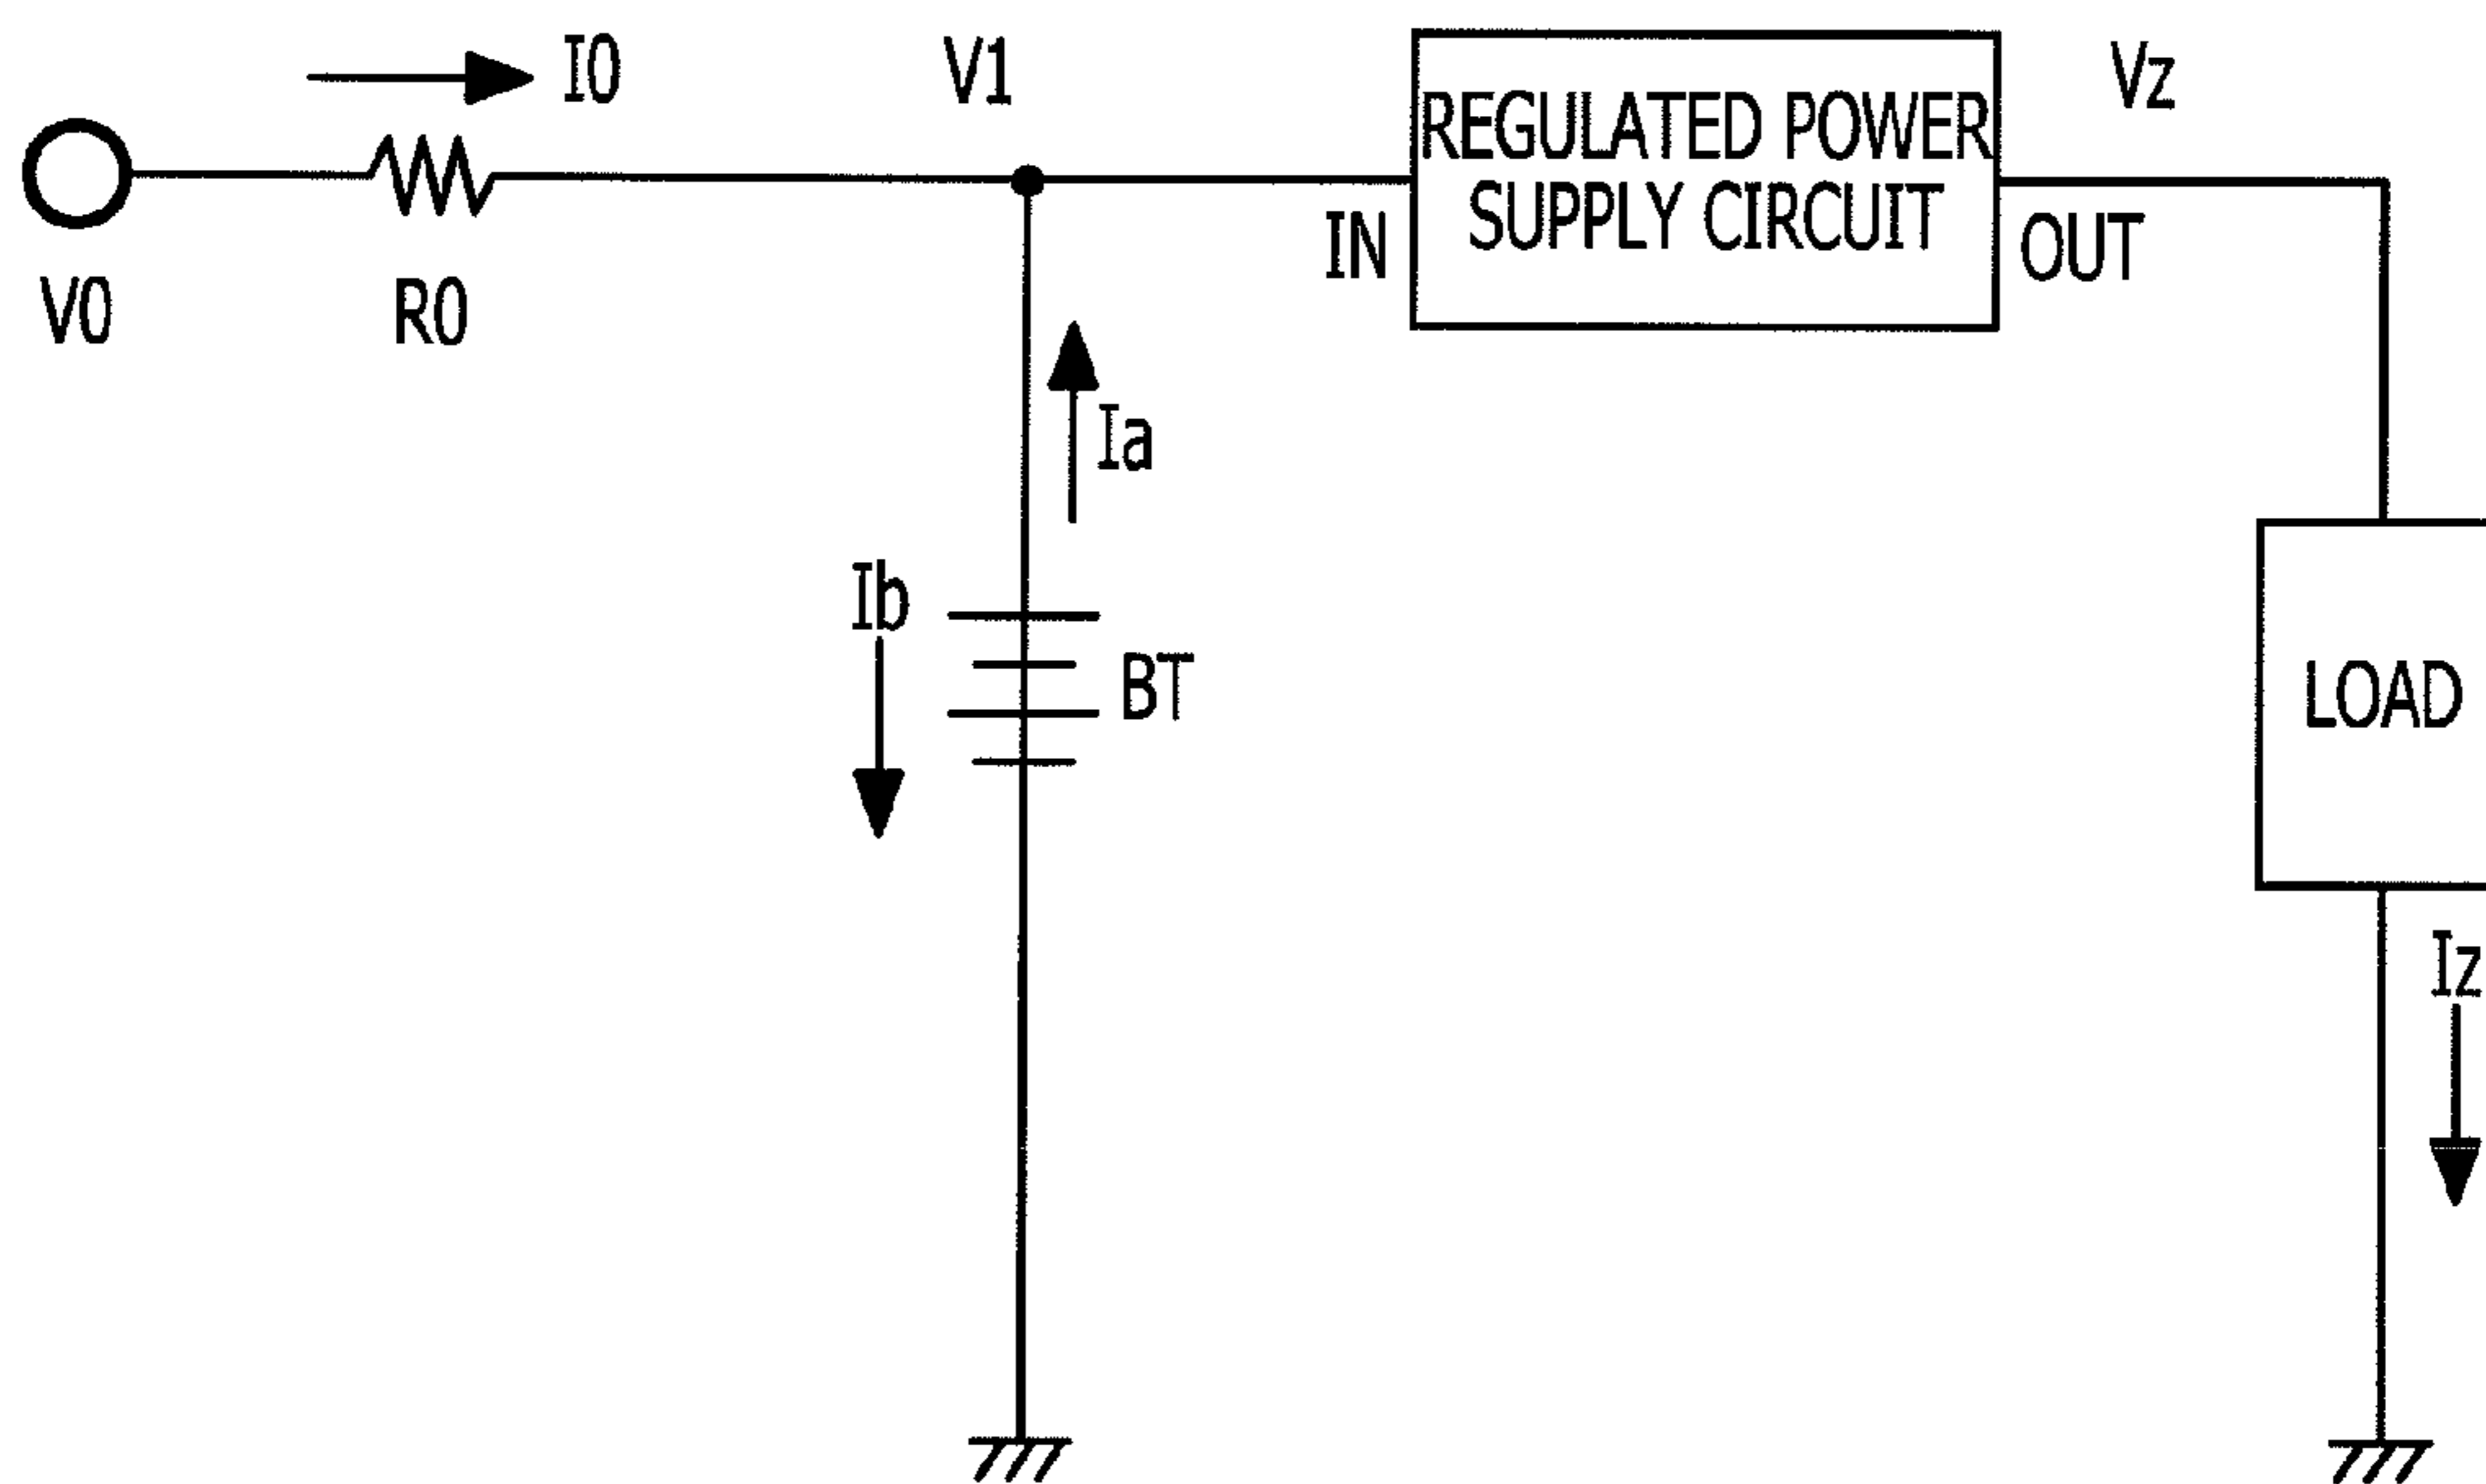 I0
V1
REGULATED POWER
SUPPLY CIRCUIT
Vz
IN
OUT
V0
R0
Ia
Ib
BT
LOAD
Iz